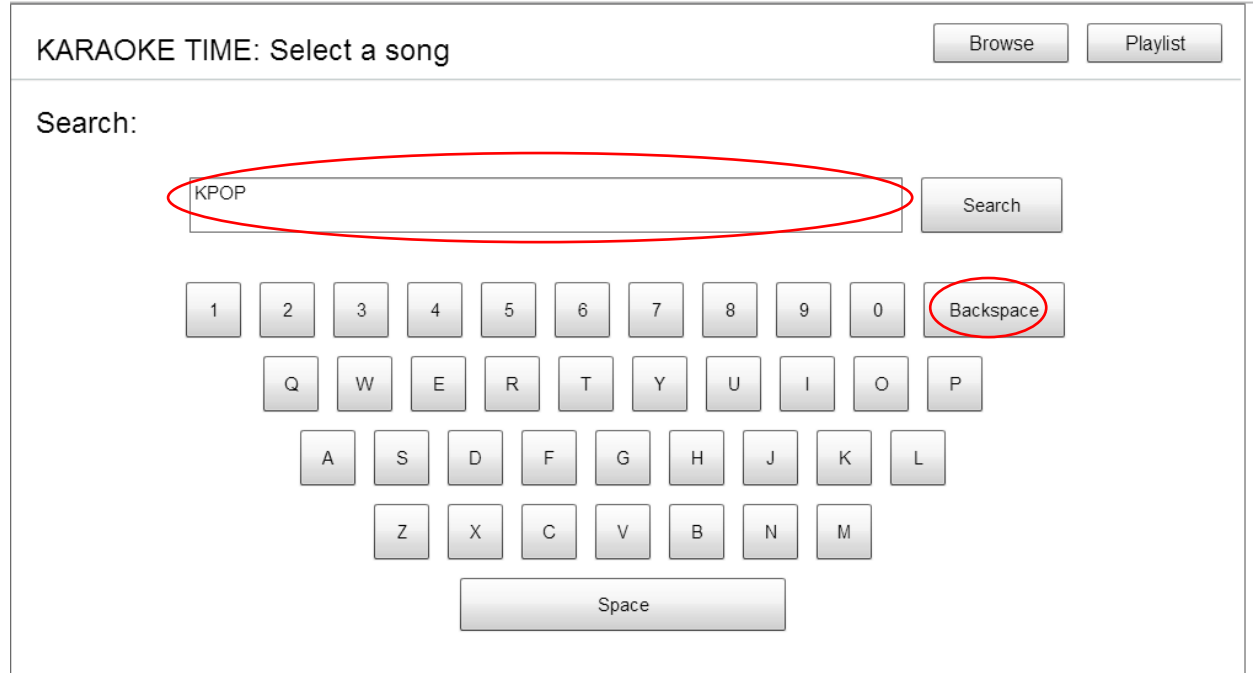 KARAOKE TIME: Select a song Browse Playlist
Search:
KPOP Search
1 2 3 4 5 6 7 8 9 0 Backspace
Q W E R T Y U I O P
A S D F G H J K L
Z X C V B N M
Space